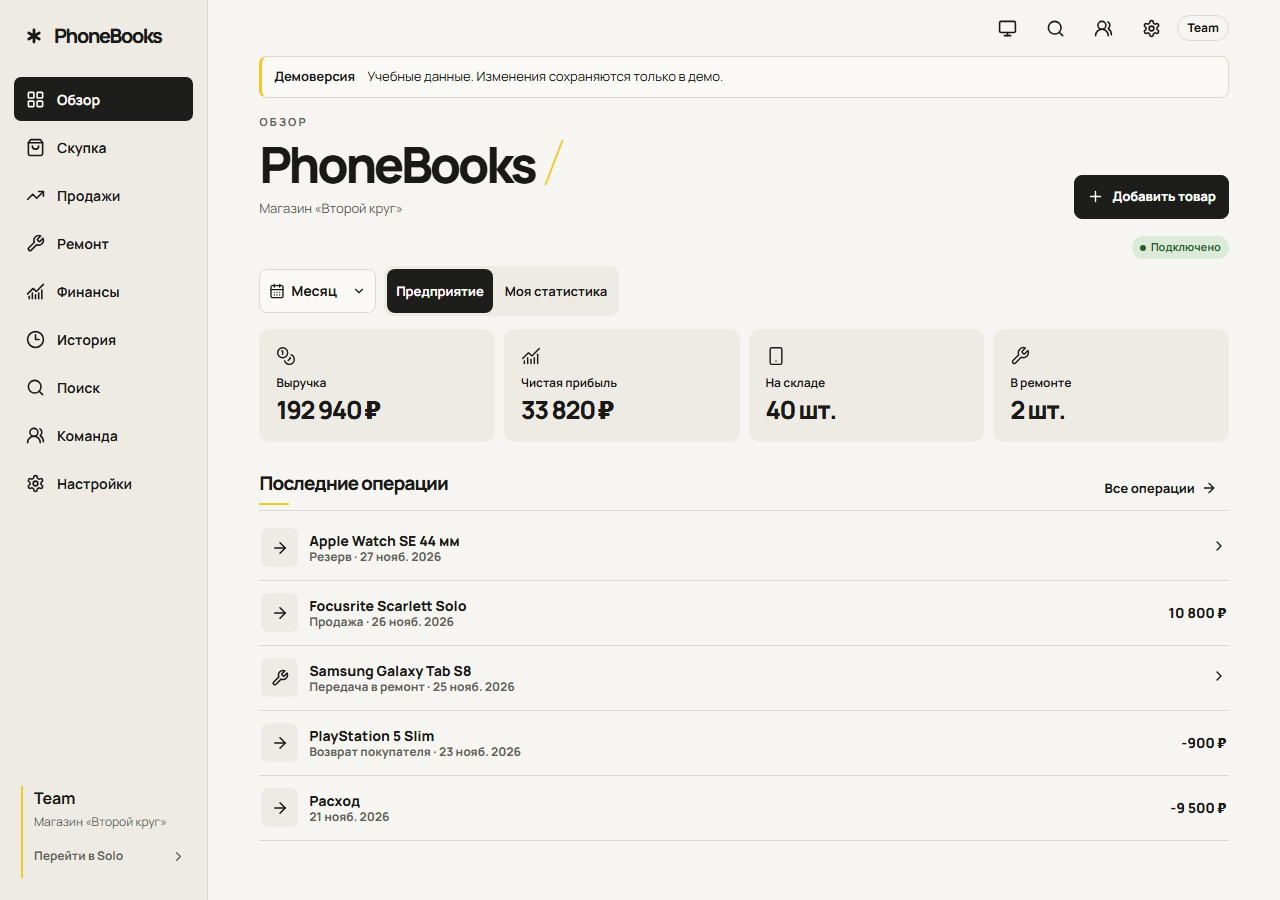 PhoneBooks
Обзор
Скупка
Продажи
Ремонт
Финансы
История
Поиск
Команда
Настройки
Team
Магазин «Второй круг»
Перейти в Solo
Team
Демоверсия Учебные данные. Изменения сохраняются только в демо.
ОБЗОР
PhoneBooks /
Магазин «Второй круг»
Добавить товар
Подключено
Месяц
Предприятие
Моя статистика
Выручка
192 940 ₽
Чистая прибыль
33 820 ₽
На складе
40 шт.
В ремонте
2 шт.
Последние операции
Все операции
Apple Watch SE 44 мм
Резерв · 27 нояб. 2026
Focusrite Scarlett Solo
Продажа · 26 нояб. 2026
10 800 ₽
Samsung Galaxy Tab S8
Передача в ремонт · 25 нояб. 2026
PlayStation 5 Slim
Возврат покупателя · 23 нояб. 2026
-900 ₽
Расход
21 нояб. 2026
-9 500 ₽